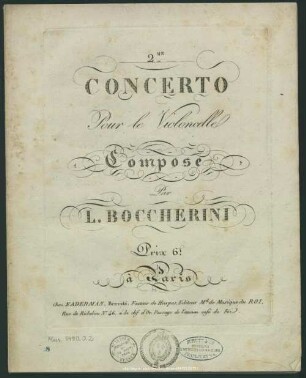 2.me
CONCERTO
Pour le Violoncelle
Composé
Par
L. BOCCHERINI
Prix 6f
à Paris
Chez NADERMAN, Breveté, Facteur de Harpes, Editeur Md. de Musique du ROI,
Rue de Richelieu, No. 46, à la clef d'Or, Passage de l'ancien café de Foi